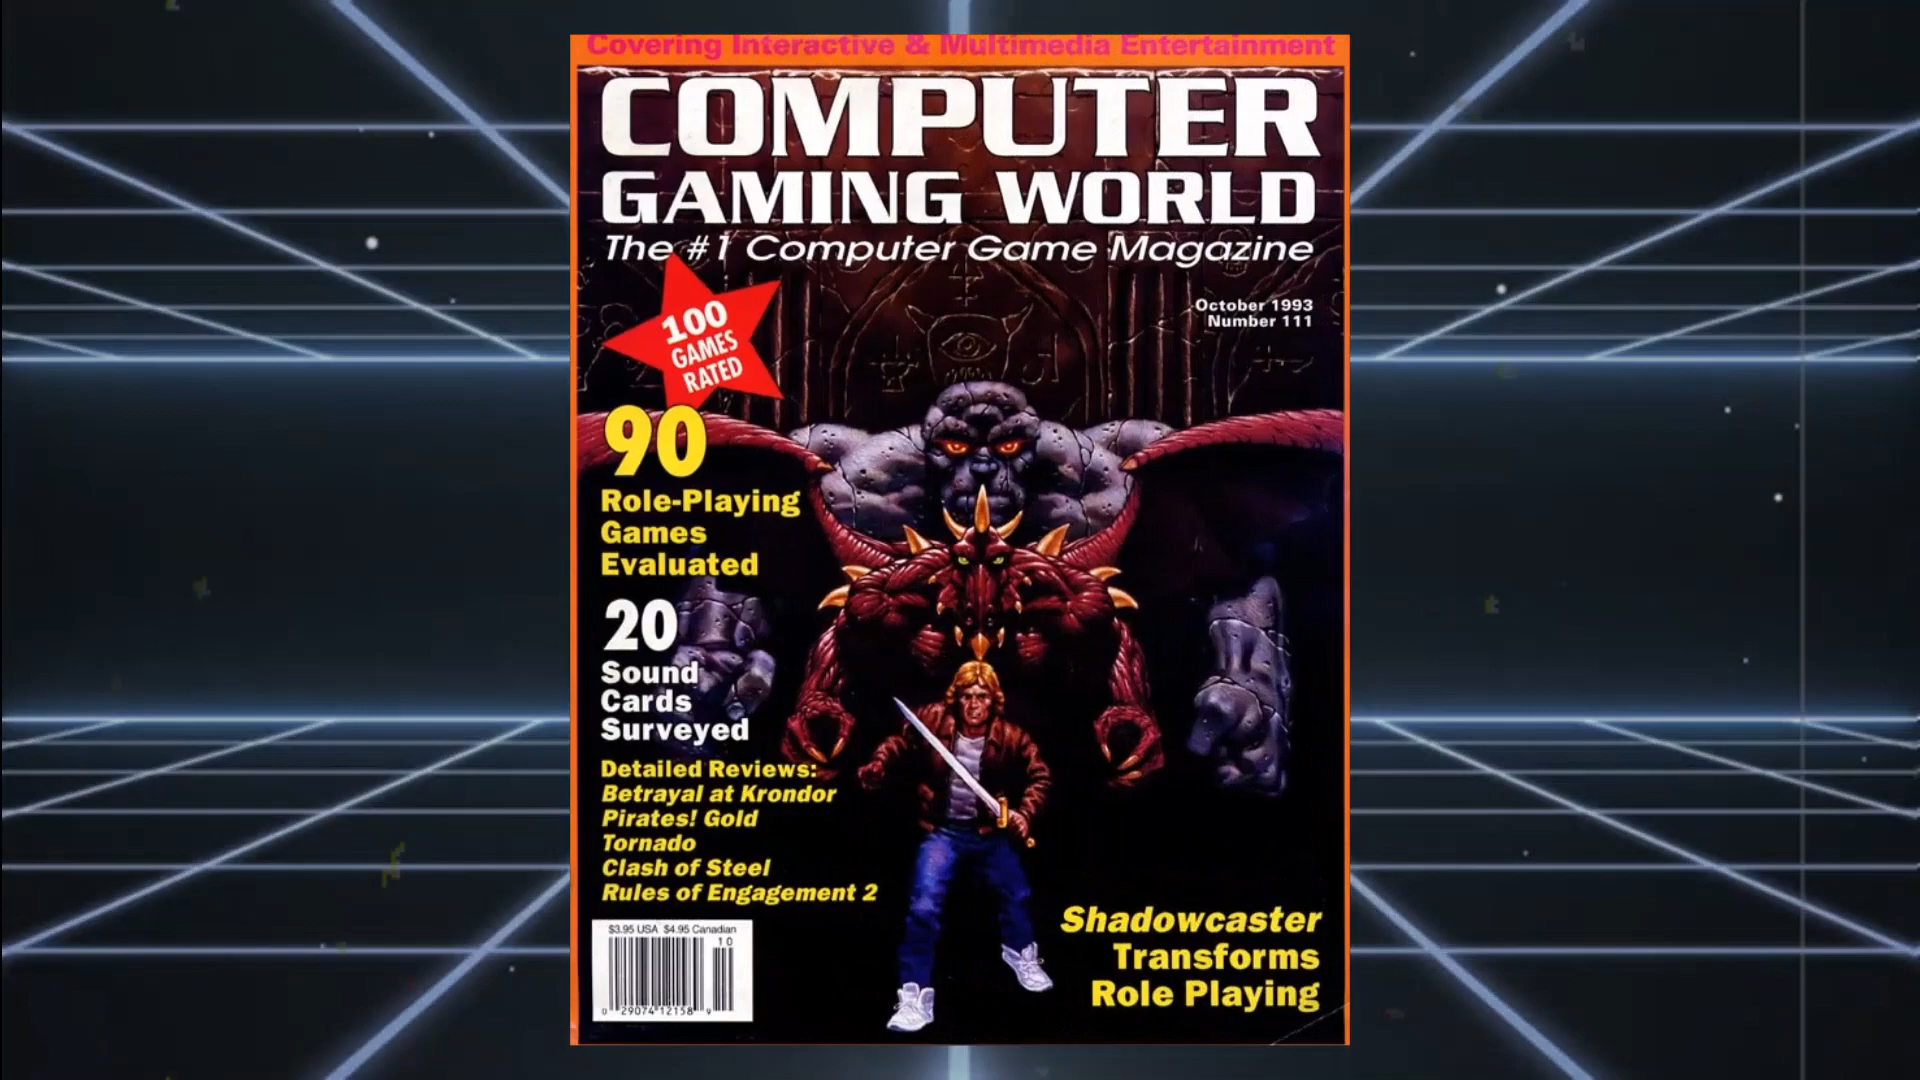 Covering Interactive & Multimedia Entertainment
COMPUTER
GAMING WORLD
The #1 Computer Game Magazine
October 1993
Number 111
100
GAMES
RATED
90
Role-Playing
Games
Evaluated
20
Sound
Cards
Surveyed
Detailed Reviews:
Betrayal at Krondor
Pirates! Gold
Tornado
Clash of Steel
Rules of Engagement 2
$3.95 USA $4.95 Canadian
10
0 29074 12158 9
Shadowcaster
Transforms
Role Playing